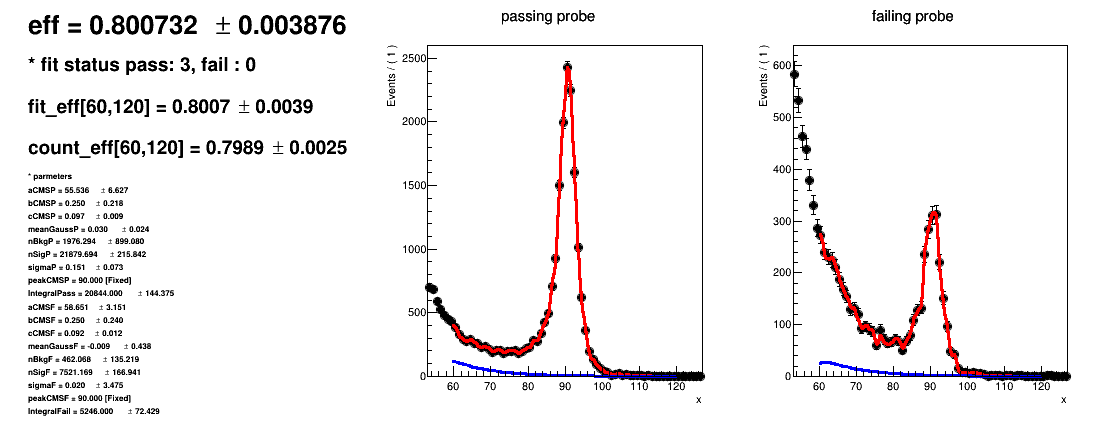 eff = 0.800732 ± 0.003876
* fit status pass: 3, fail : 0
fit_eff[60,120] = 0.8007 ± 0.0039
count_eff[60,120] = 0.7989 ± 0.0025
* parmeters
aCMSP = 55.536 ± 6.627
bCMSP = 0.250 ± 0.218
cCMSP = 0.097 ± 0.009
meanGaussP = 0.030 ± 0.024
nBkgP = 1976.294 ± 899.080
nSigP = 21879.694 ± 215.842
sigmaP = 0.151 ± 0.073
peakCMSP = 90.000 [Fixed]
IntegralPass = 20844.000 ± 144.375
aCMSF = 58.651 ± 3.151
bCMSF = 0.250 ± 0.240
cCMSF = 0.092 ± 0.012
meanGaussF = -0.009 ± 0.438
nBkgF = 462.068 ± 135.219
nSigF = 7521.169 ± 166.941
sigmaF = 0.020 ± 3.475
peakCMSF = 90.000 [Fixed]
IntegralFail = 5246.000 ± 72.429
passing probe
Events / ( 1 )
2500
2000
1500
1000
500
0
60 70 80 90 100 110 120
x
failing probe
Events / ( 1 )
600
500
400
300
200
100
0
60 70 80 90 100 110 120
x